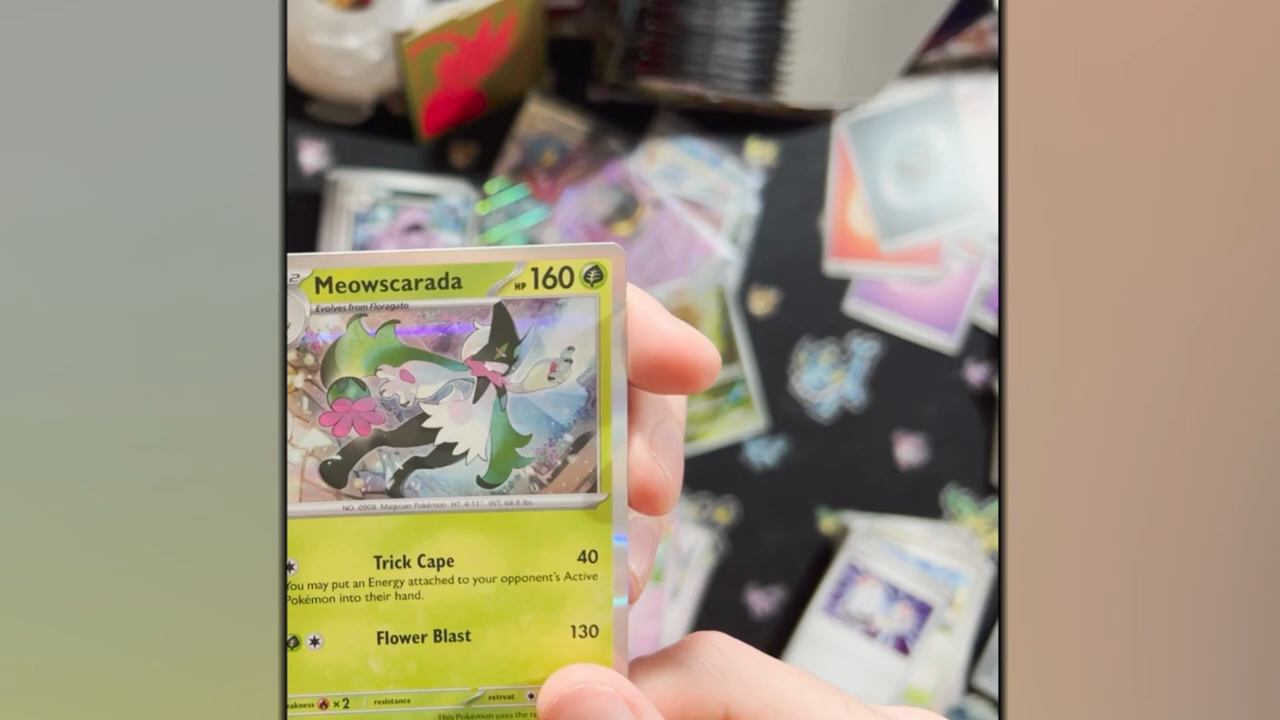 2
Meowscarada HP 160
Evolves from Floragato
NO. 0908 Magician Pokémon HT: 4'11" WT: 68.8 lbs.
Trick Cape 40
You may put an Energy attached to your opponent's Active
Pokémon into their hand.
Flower Blast 130
eakness ×2 resistance retreat
This Pokémon uses the